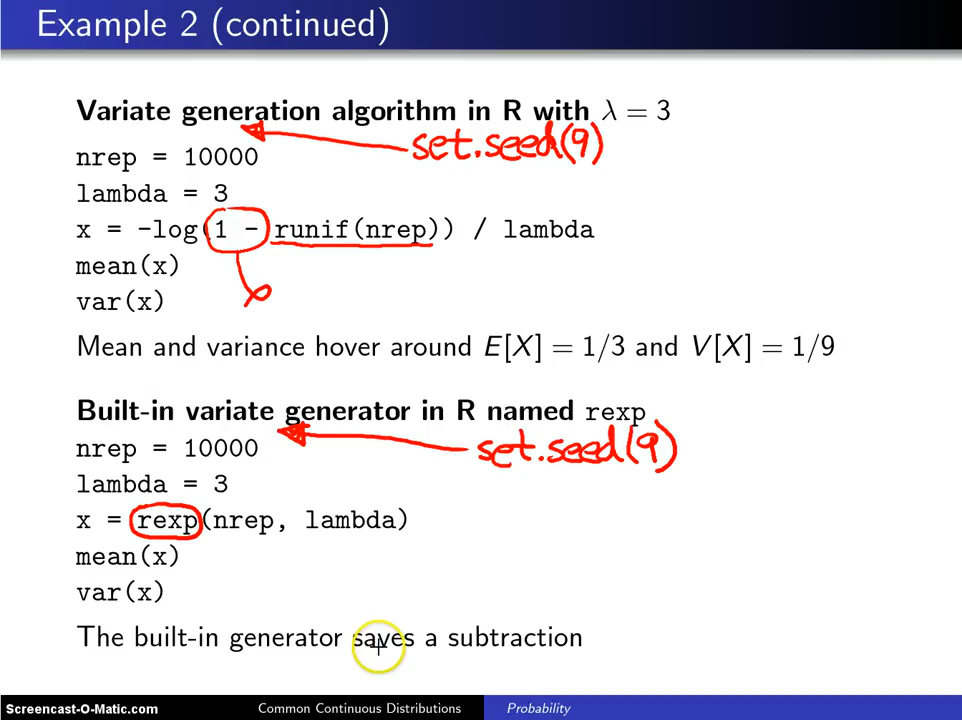 Example 2 (continued)
Variate generation algorithm in R with λ = 3
set.seed(9)
nrep = 10000
lambda = 3
x = -log(1 - runif(nrep)) / lambda
mean(x)
var(x)
Mean and variance hover around E[X] = 1/3 and V[X] = 1/9
Built-in variate generator in R named rexp
set.seed(9)
nrep = 10000
lambda = 3
x = rexp(nrep, lambda)
mean(x)
var(x)
The built-in generator saves a subtraction
Screencast-O-Matic.com Common Continuous Distributions Probability